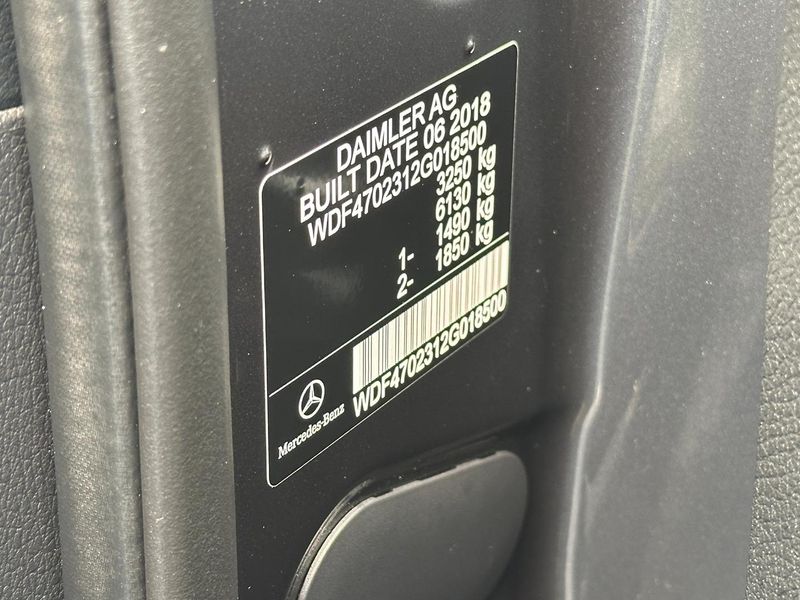 DAIMLER AG
BUILT DATE 06 2018
WDF4702312G018500
3250 kg
6130 kg
1- 1490 kg
2- 1850 kg
WDF4702312G018500
Mercedes-Benz